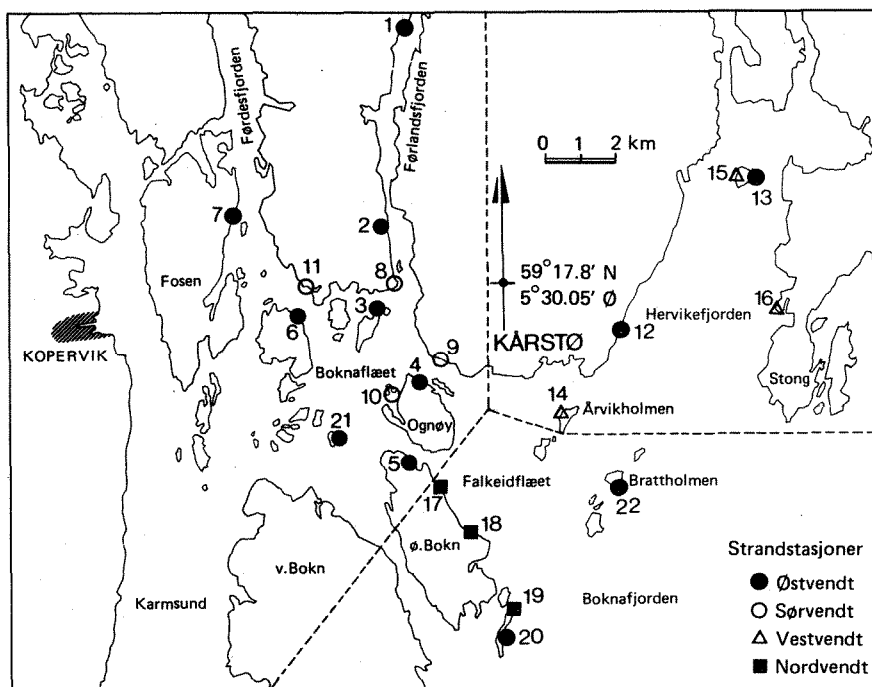 1
Førdesfjorden
Førlandsfjorden
0 1 2 km
15
13
7
2
59°17.8' N
5°30.05' Ø
11
8
Fosen
16
3
Hervikefjorden
6
12
KÅRSTØ
KOPERVIK
9
Boknaflæet
4
Stong
14
10
Årvikholmen
Ognøy
21
5
Falkeidflæet
Brattholmen
17
22
18
ø.Bokn
Strandstasjoner
v.Bokn
Østvendt
Karmsund
19
Boknafjorden
Sørvendt
20
Vestvendt
Nordvendt